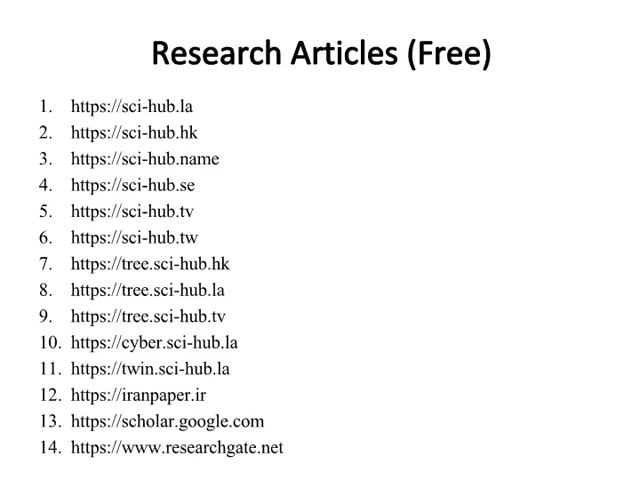 Research Articles (Free)
1. https://sci-hub.la
2. https://sci-hub.hk
3. https://sci-hub.name
4. https://sci-hub.se
5. https://sci-hub.tv
6. https://sci-hub.tw
7. https://tree.sci-hub.hk
8. https://tree.sci-hub.la
9. https://tree.sci-hub.tv
10. https://cyber.sci-hub.la
11. https://twin.sci-hub.la
12. https://iranpaper.ir
13. https://scholar.google.com
14. https://www.researchgate.net